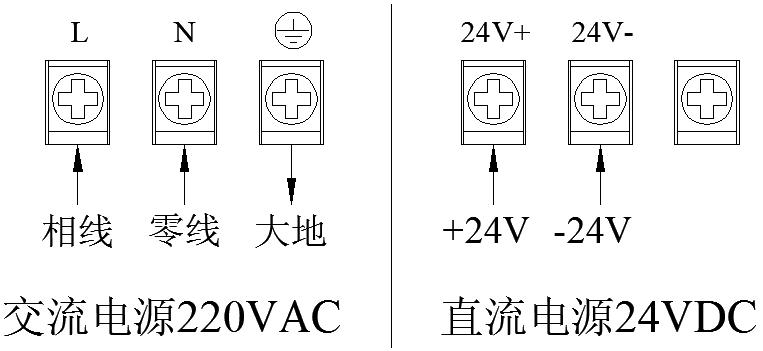 L N 24V+ 24V-
相线 零线 大地 +24V -24V
交流电源220VAC 直流电源24VDC